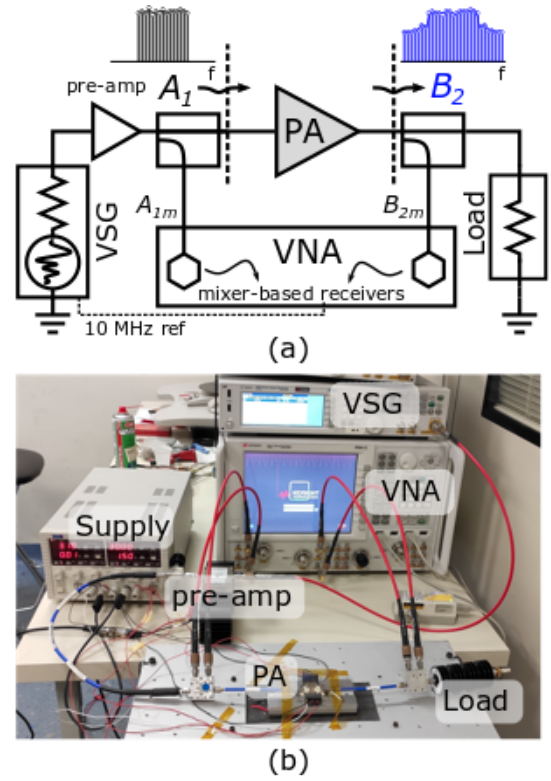 f
f
pre-amp
A1
B2
PA
A1m
B2m
VSG
VNA
Load
mixer-based receivers
10 MHz ref
(a)
VSG
VNA
Supply
pre-amp
PA
Load
(b)